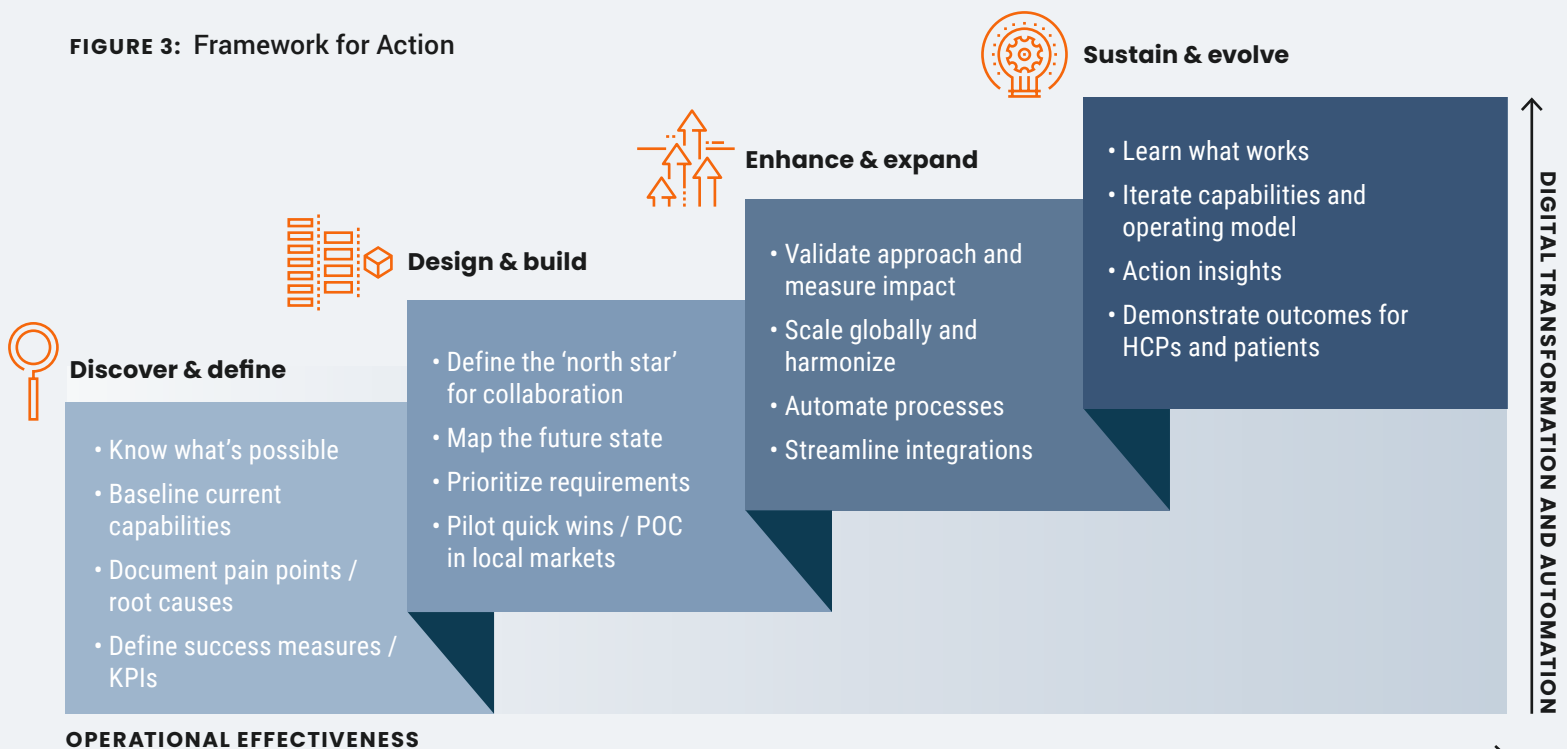 FIGURE 3: Framework for Action
Sustain & evolve
• Learn what works
• Iterate capabilities and
operating model
• Action insights
• Demonstrate outcomes for
HCPs and patients
Enhance & expand
• Validate approach and
measure impact
• Scale globally and
harmonize
• Automate processes
• Streamline integrations
Design & build
• Define the ‘north star’
for collaboration
• Map the future state
• Prioritize requirements
• Pilot quick wins / POC
in local markets
Discover & define
• Know what’s possible
• Baseline current
capabilities
• Document pain points /
root causes
• Define success measures /
KPIs
DIGITAL TRANSFORMATION AND AUTOMATION
OPERATIONAL EFFECTIVENESS